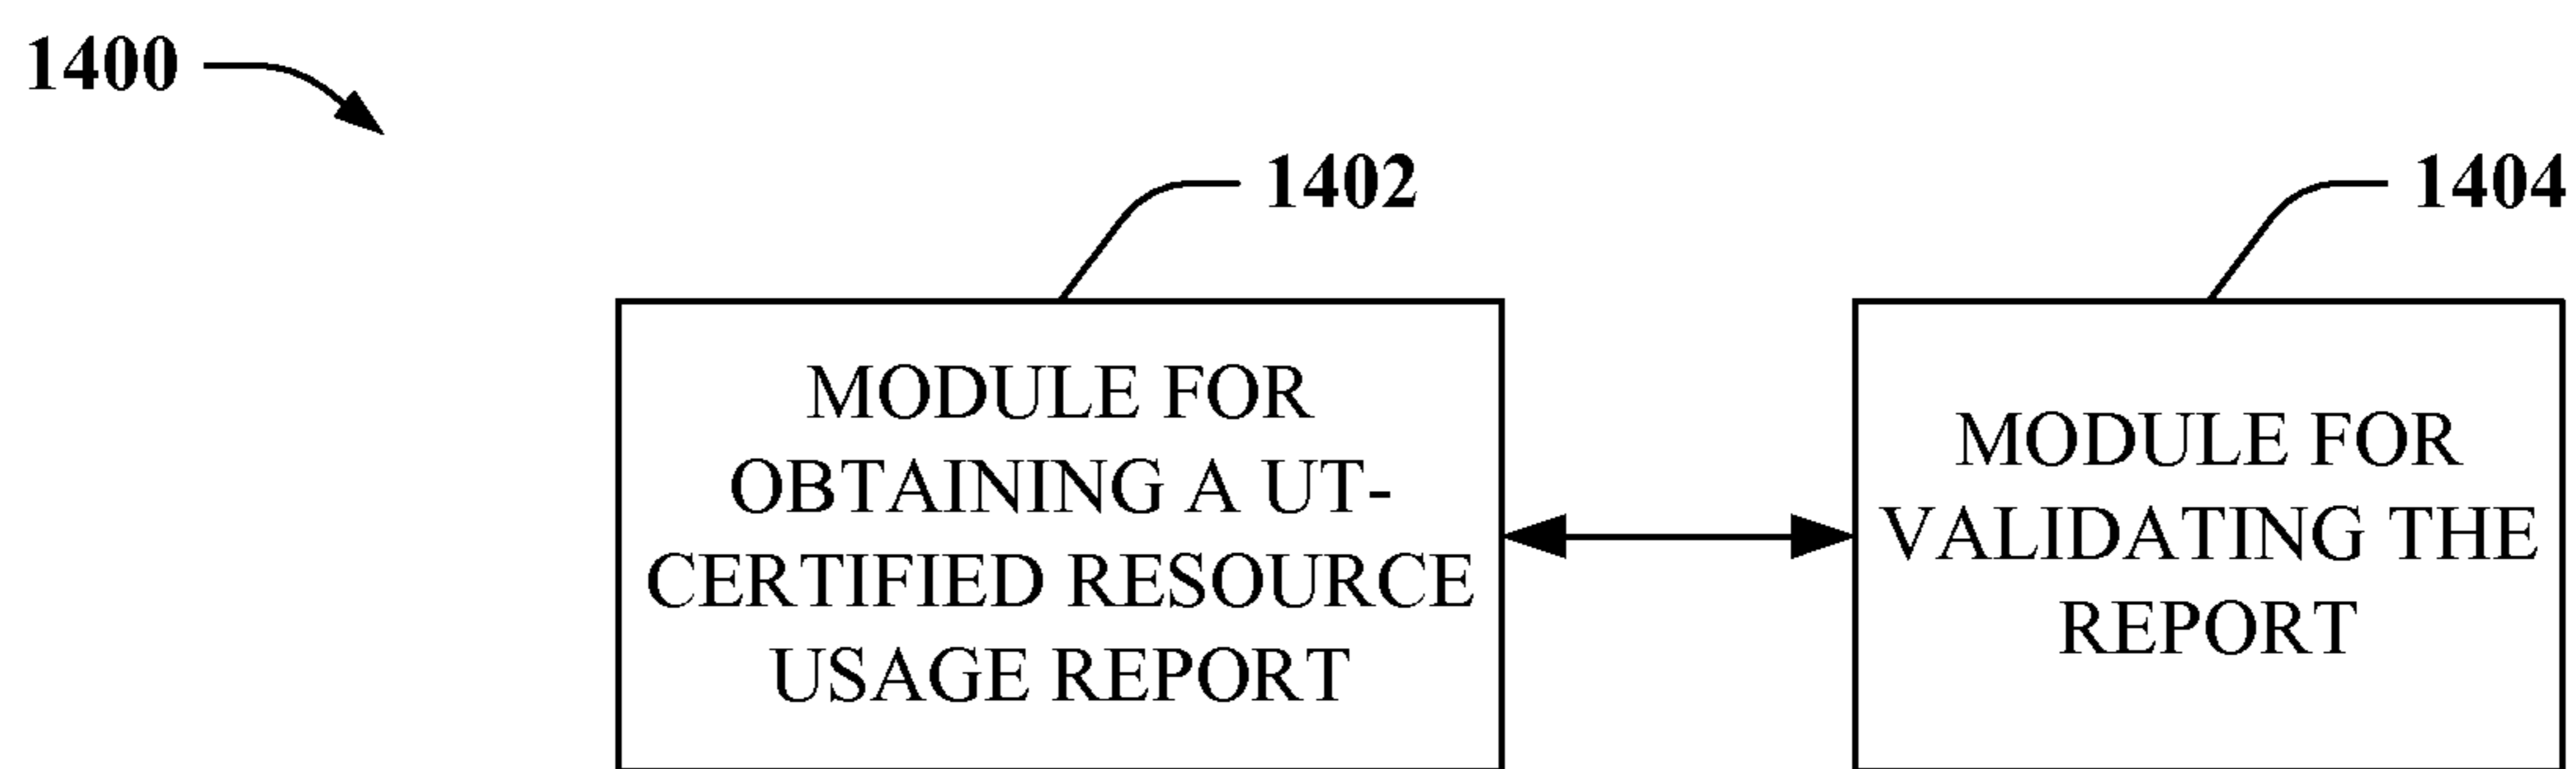 1400
1402
1404
MODULE FOR
OBTAINING A UT-
CERTIFIED RESOURCE
USAGE REPORT
MODULE FOR
VALIDATING THE
REPORT